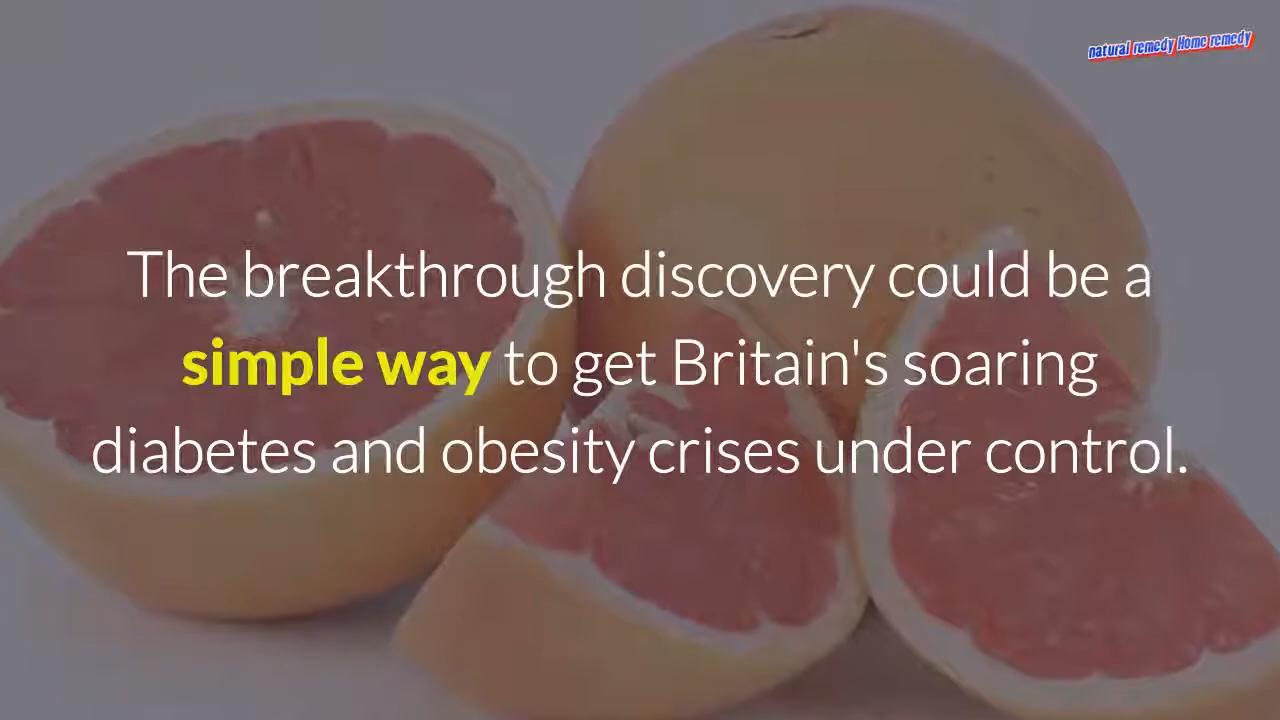 natural remedy Home remedy
The breakthrough discovery could be a
simple way to get Britain's soaring
diabetes and obesity crises under control.